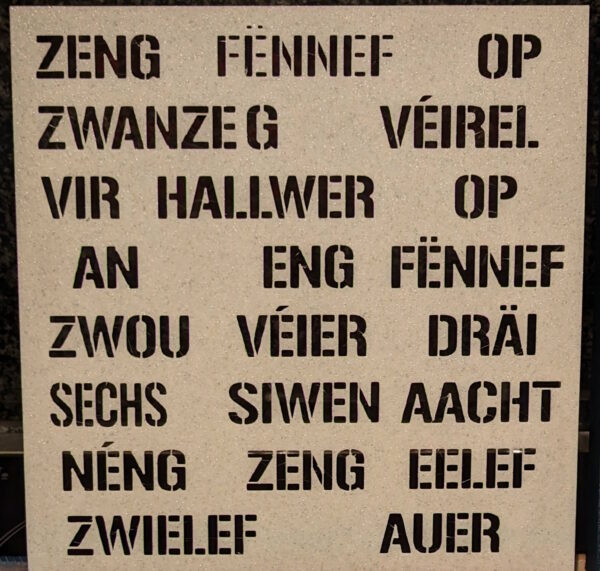 ZENG FËNNEF OP
ZWANZEG VÉIREL
VIR HALLWER OP
AN ENG FËNNEF
ZWOU VÉIER DRÄI
SECHS SIWEN AACHT
NÉNG ZENG EELEF
ZWIELEF AUER